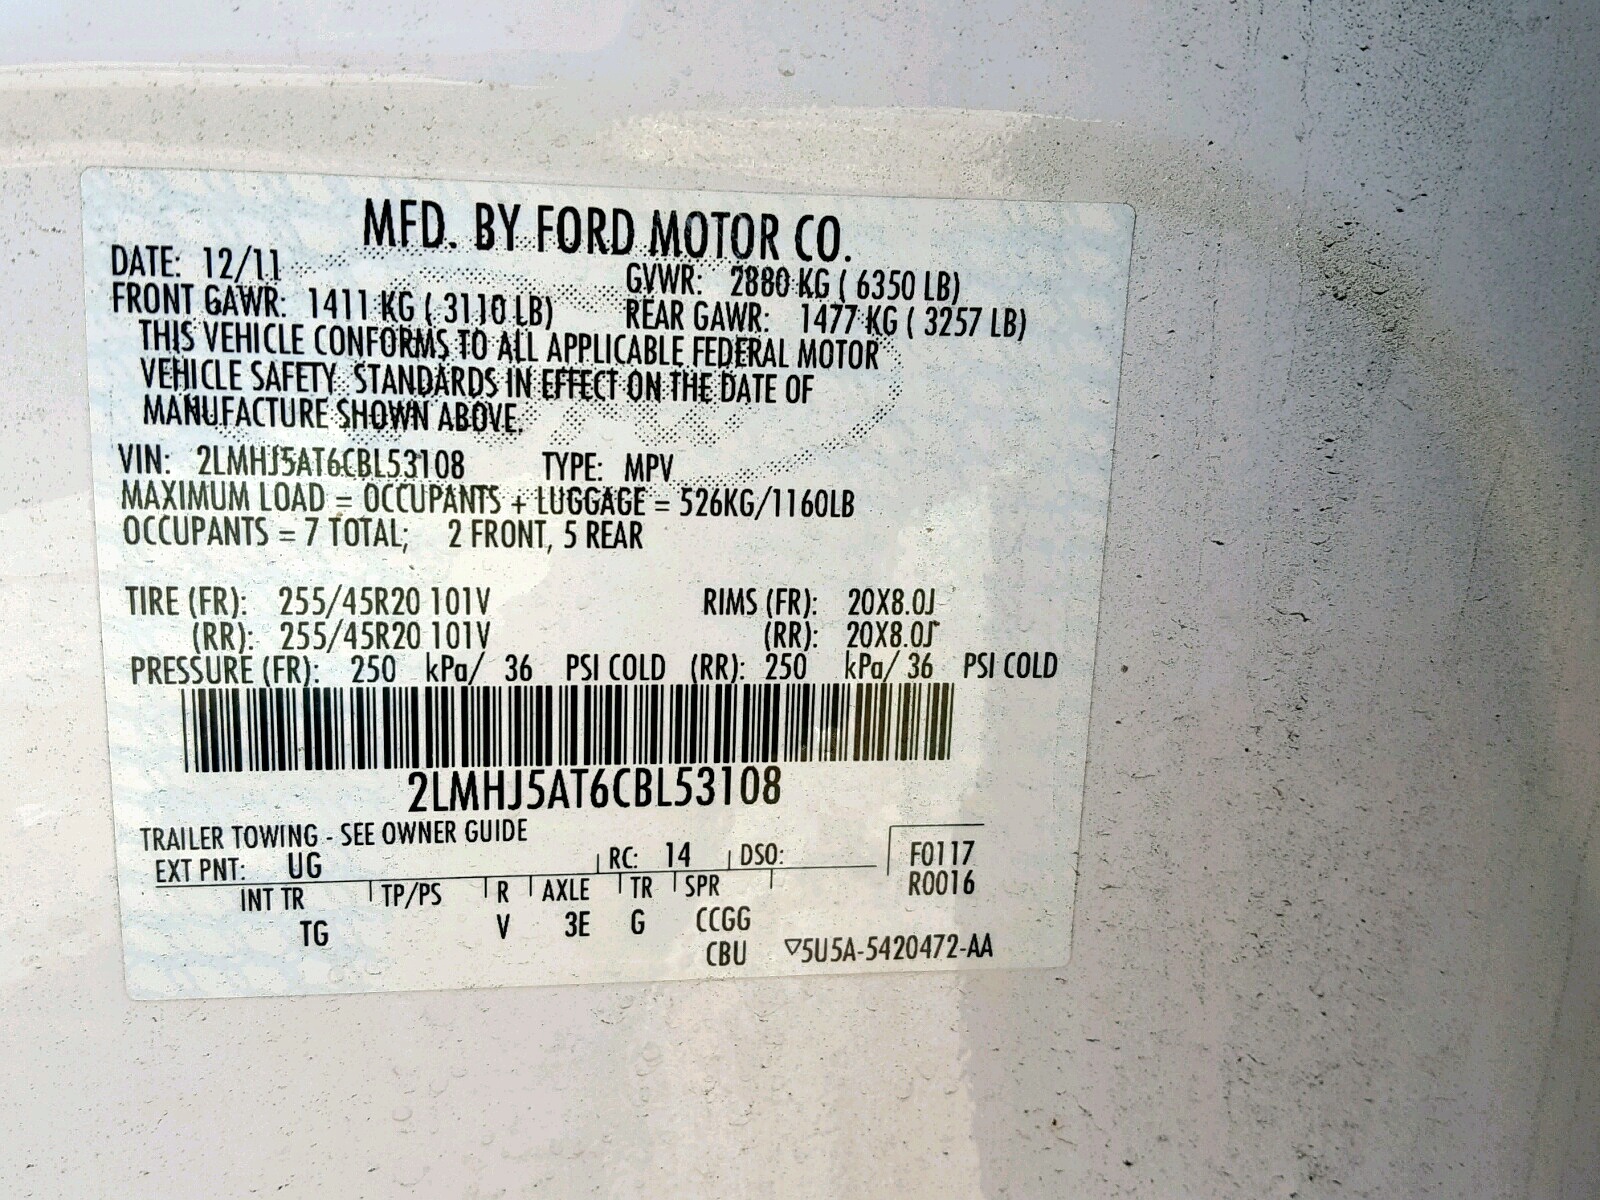 MFD. BY FORD MOTOR CO.
DATE: 12/11 GVWR: 2880 KG ( 6350 LB)
FRONT GAWR: 1411 KG ( 3110 LB) REAR GAWR: 1477 KG ( 3257 LB)
THIS VEHICLE CONFORMS TO ALL APPLICABLE FEDERAL MOTOR
VEHICLE SAFETY STANDARDS IN EFFECT ON THE DATE OF
MANUFACTURE SHOWN ABOVE.
VIN: 2LMHJ5AT6CBL53108 TYPE: MPV
MAXIMUM LOAD = OCCUPANTS + LUGGAGE = 526KG/1160LB
OCCUPANTS = 7 TOTAL; 2 FRONT, 5 REAR
TIRE (FR): 255/45R20 101V RIMS (FR): 20X8.0J
(RR): 255/45R20 101V (RR): 20X8.0J
PRESSURE (FR): 250 kPa/ 36 PSI COLD (RR): 250 kPa/ 36 PSI COLD
2LMHJ5AT6CBL53108
TRAILER TOWING - SEE OWNER GUIDE
EXT PNT: UG RC: 14 DSO: F0117
INT TR TP/PS R AXLE TR SPR R0016
TG V 3E G CCGG
CBU ▽5U5A-5420472-AA